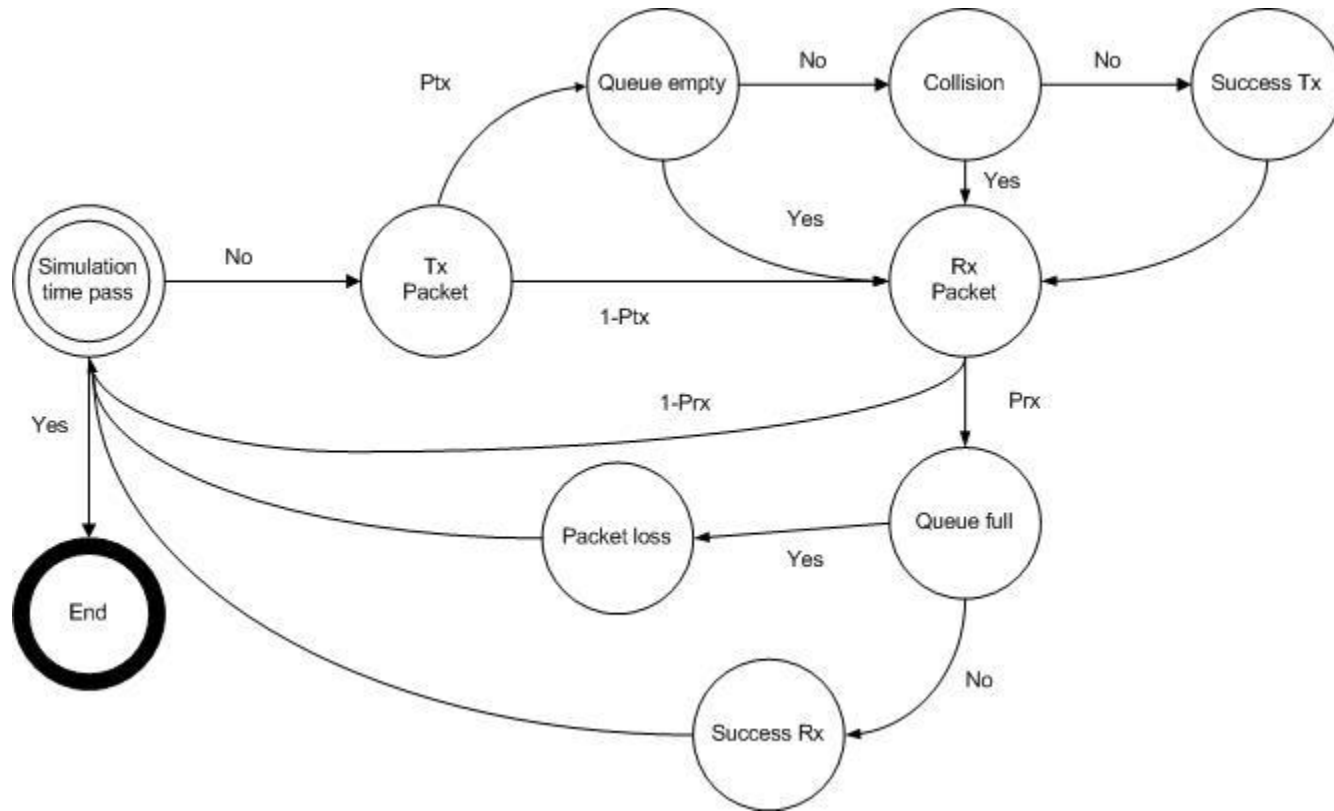 Queue empty
No
Collision
No
Success Tx
Ptx
Yes
Yes
Simulation
time pass
No
Tx
Packet
1-Ptx
Rx
Packet
Yes
1-Prx
Prx
Packet loss
Yes
Queue full
End
No
Success Rx